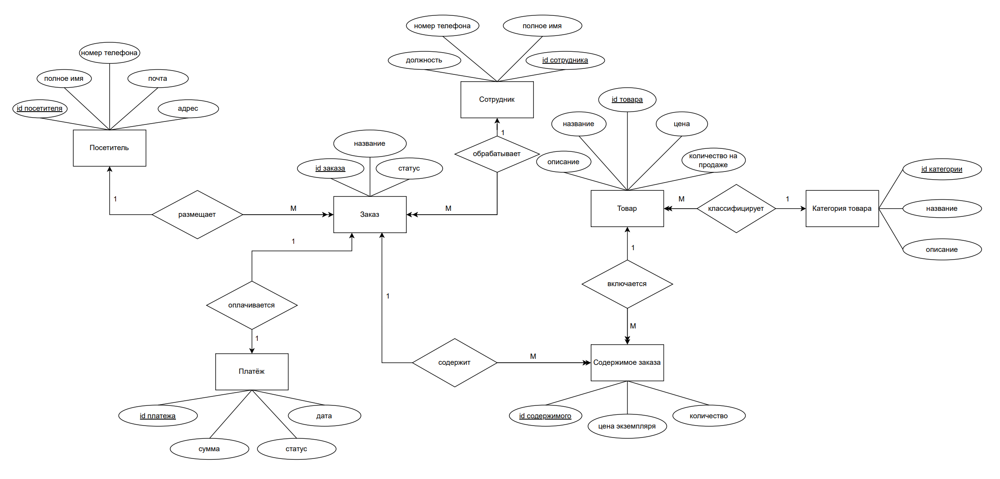 номер телефона
полное имя
номер телефона
должность
id сотрудника
полное имя
почта
id посетителя
адрес
Сотрудник
id товара
название
цена
1
Посетитель
название
обрабатывает
описание
количество на
продаже
id заказа
статус
id категории
1
размещает
М
Заказ
М
Товар
М
классифицирует
1
Категория товара
название
1
1
описание
включается
1
оплачивается
М
1
М
содержит
Содержимое заказа
Платёж
id платежа
дата
id содержимого
цена экземпляря
количество
сумма
статус